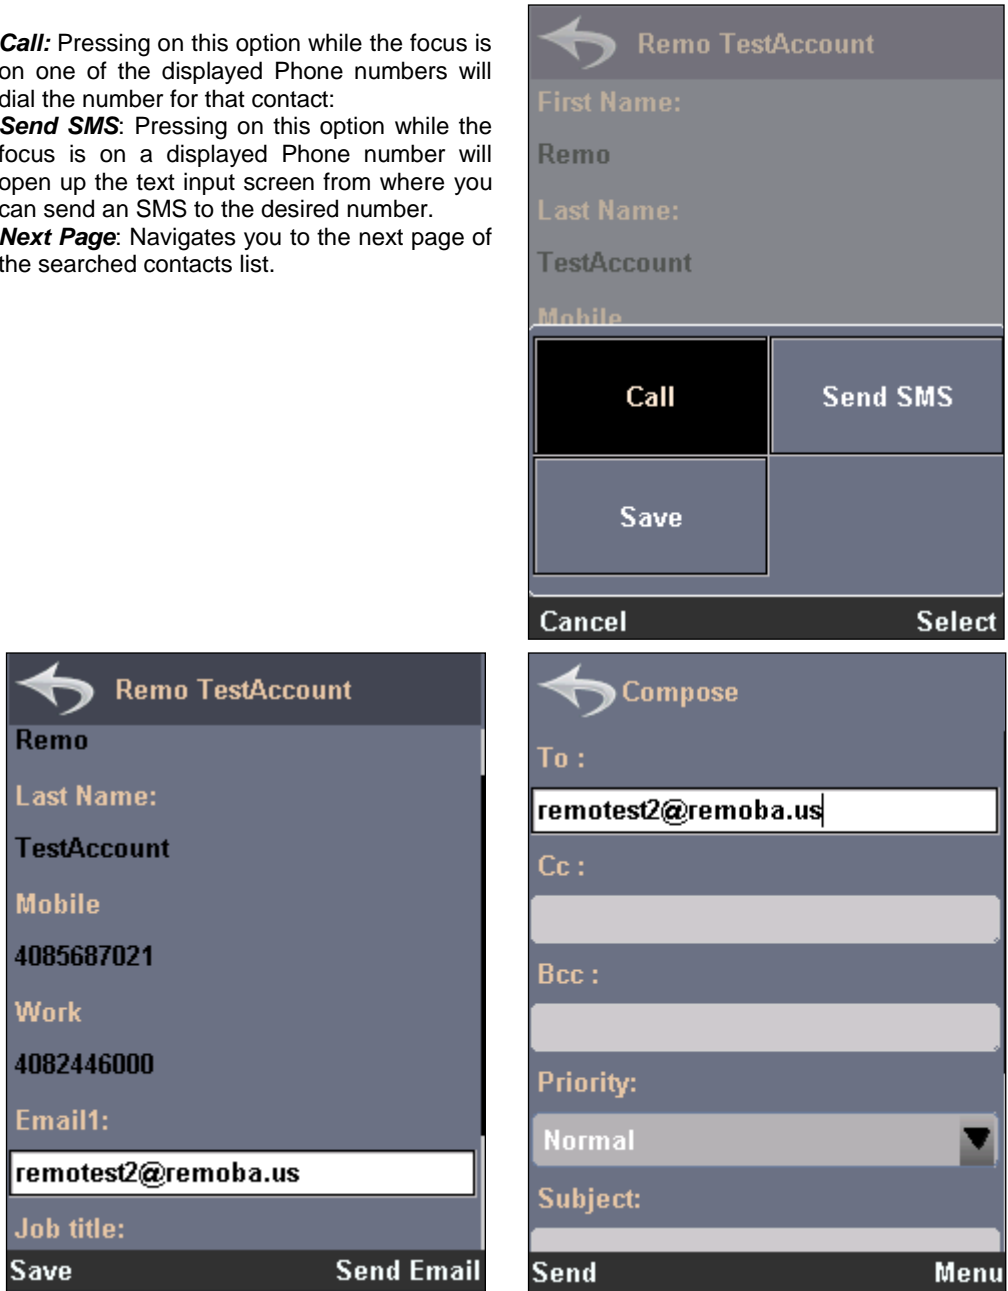 Call: Pressing on this option while the focus is
on one of the displayed Phone numbers will
dial the number for that contact:
Send SMS: Pressing on this option while the
focus is on a displayed Phone number will
open up the text input screen from where you
can send an SMS to the desired number.
Next Page: Navigates you to the next page of
the searched contacts list.
Remo TestAccount
First Name:
Remo
Last Name:
TestAccount
Mobile
Call
Send SMS
Save
Cancel
Select
Remo TestAccount
Remo
Last Name:
TestAccount
Mobile
4085687021
Work
4082446000
Email1:
remotest2@remoba.us
Job title:
Save
Send Email
Compose
To :
remotest2@remoba.us
Cc :
Bcc :
Priority:
Normal
Subject:
Send
Menu